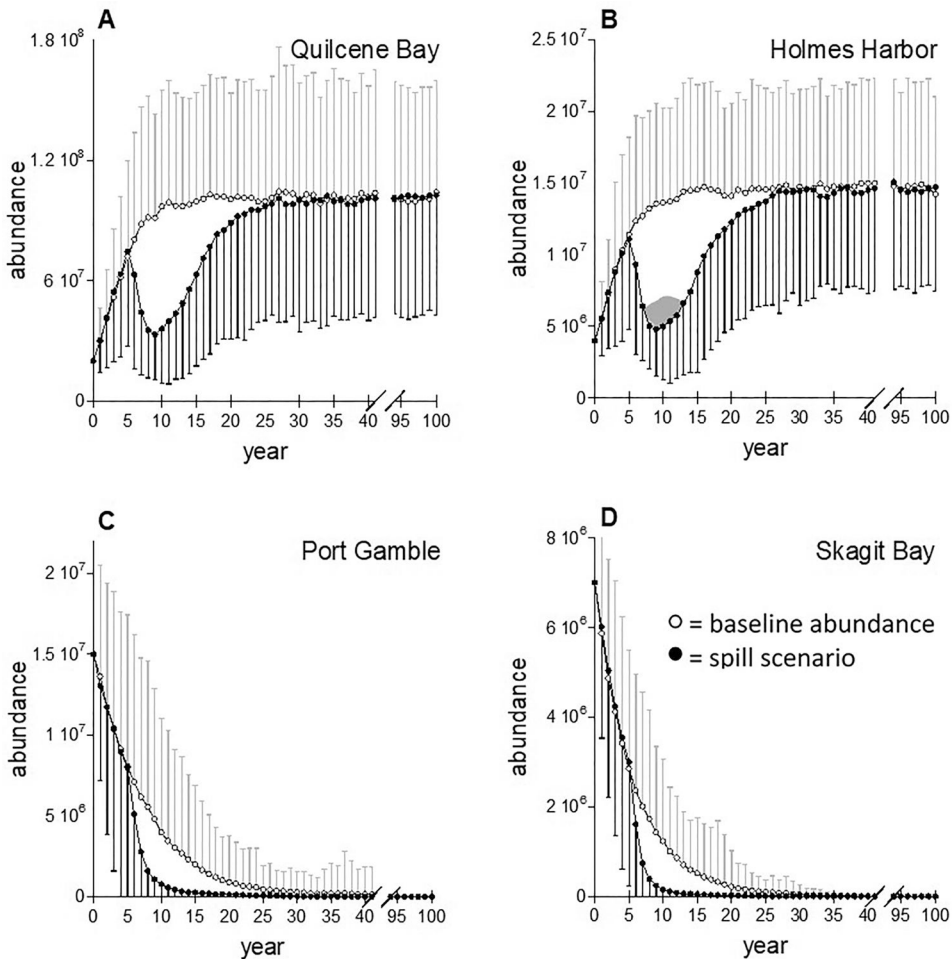 A
Quilcene Bay
1.8 10⁸
1.2 10⁸
6 10⁷
0
abundance
0 5 10 15 20 25 30 35 40 95 100
year
B
Holmes Harbor
2.5 10⁷
2 10⁷
1.5 10⁷
1 10⁷
5 10⁶
0
abundance
0 5 10 15 20 25 30 35 40 95 100
year
C
Port Gamble
2 10⁷
1.5 10⁷
1 10⁷
5 10⁶
0
abundance
0 5 10 15 20 25 30 35 40 95 100
year
D
Skagit Bay
8 10⁶
6 10⁶
4 10⁶
2 10⁶
0
abundance
= baseline abundance
= spill scenario
0 5 10 15 20 25 30 35 40 95 100
year